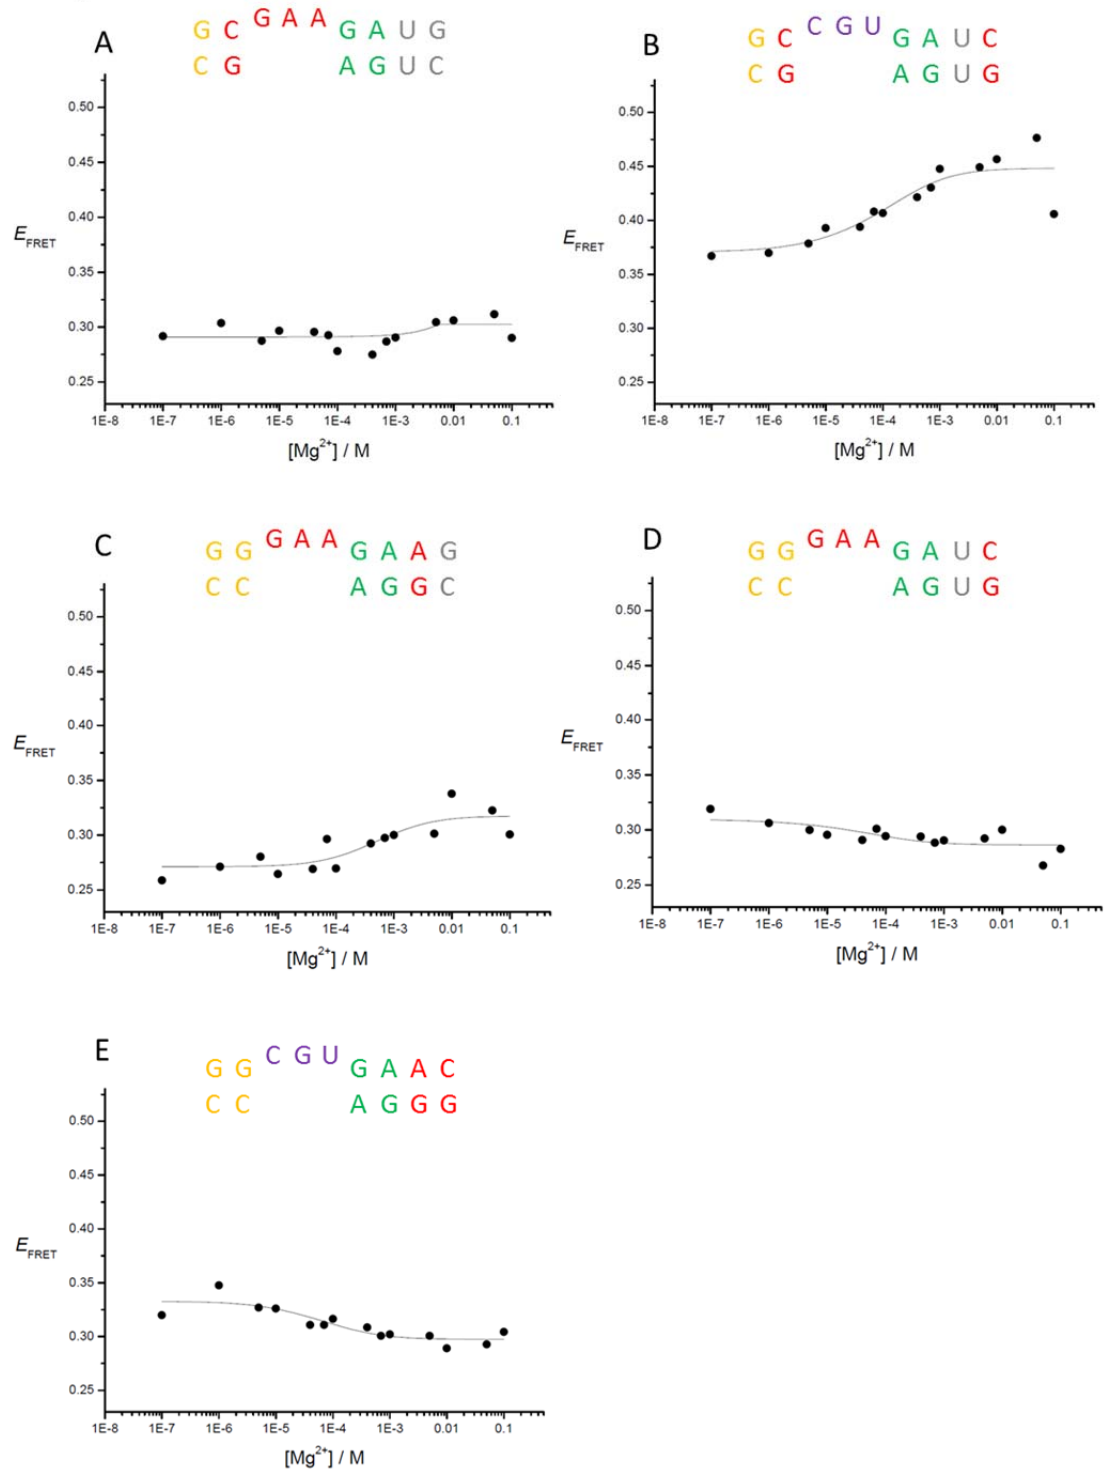 A
G C G A A G A U G
C G A G U C
0.50
0.45
0.40
E FRET
0.35
0.30
0.25
1E-8 1E-7 1E-6 1E-5 1E-4 1E-3 0.01 0.1
[Mg2+] / M
B
G C C G U G A U C
C G A G U G
0.50
0.45
0.40
E FRET
0.35
0.30
0.25
1E-8 1E-7 1E-6 1E-5 1E-4 1E-3 0.01 0.1
[Mg2+] / M
C
G G G A A G A A G
C C A G G C
0.50
0.45
0.40
E FRET
0.35
0.30
0.25
1E-8 1E-7 1E-6 1E-5 1E-4 1E-3 0.01 0.1
[Mg2+] / M
D
G G G A A G A U C
C C A G U G
0.50
0.45
0.40
E FRET
0.35
0.30
0.25
1E-8 1E-7 1E-6 1E-5 1E-4 1E-3 0.01 0.1
[Mg2+] / M
E
G G C G U G A A C
C C A G G G
0.50
0.45
0.40
E FRET
0.35
0.30
0.25
1E-8 1E-7 1E-6 1E-5 1E-4 1E-3 0.01 0.1
[Mg2+] / M